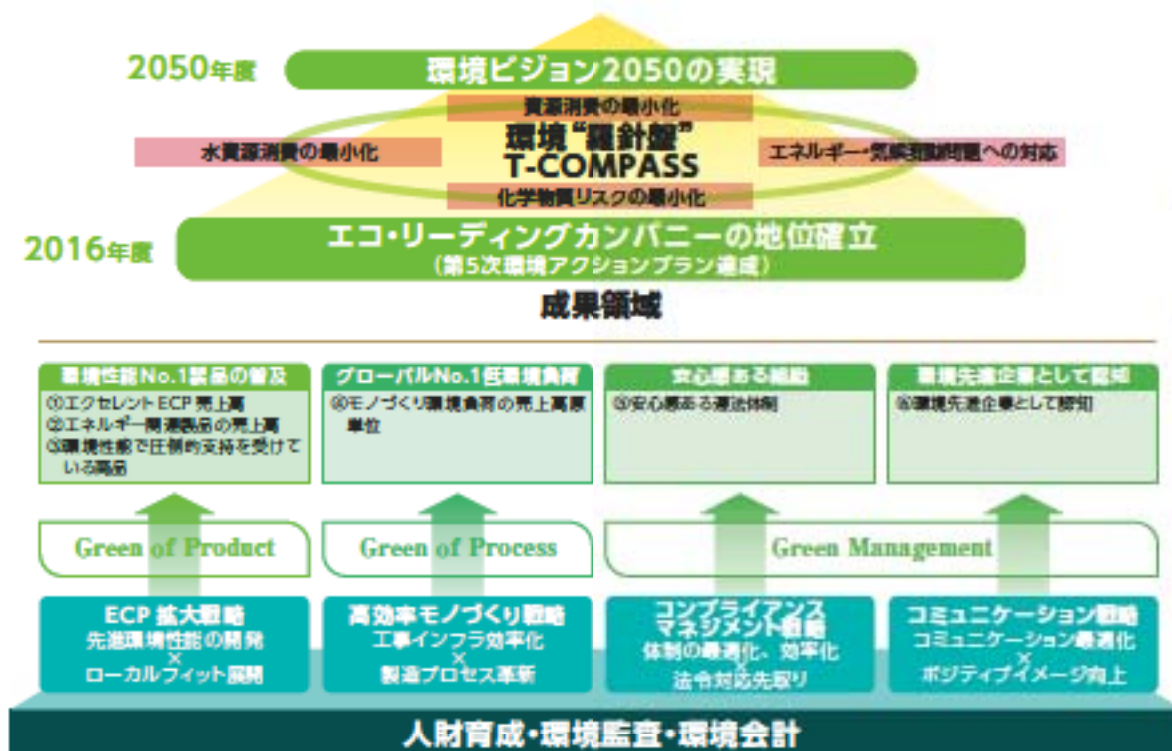 2050年度
環境ビジョン2050の実現
資源消費の最小化
環境“羅針盤”
T-COMPASS
水資源消費の最小化
エネルギー・気候変動問題への対応
化学物質リスクの最小化
2016年度
エコ・リーディングカンパニーの地位確立
(第5次環境アクションプラン達成)
成果領域
環境性能No.1製品の普及
①エクセレントECP売上高
②エネルギー関連製品の売上高
③環境性能で圧倒的支持を受けて
いる商品
グローバルNo.1低環境負荷
④モノづくり環境負荷の売上高原
単位
安心感ある組織
⑤安心感ある遵法体制
環境先進企業として認知
⑥環境先進企業として認知
Green of Product
Green of Process
Green Management
ECP拡大戦略
先進環境性能の開発
×
ローカルフィット展開
高効率モノづくり戦略
工事インフラ効率化
×
製造プロセス革新
コンプライアンス
マネジメント戦略
体制の最適化、効率化
×
法令対応先取り
コミュニケーション戦略
コミュニケーション最適化
×
ポジティブイメージ向上
人財育成・環境監査・環境会計